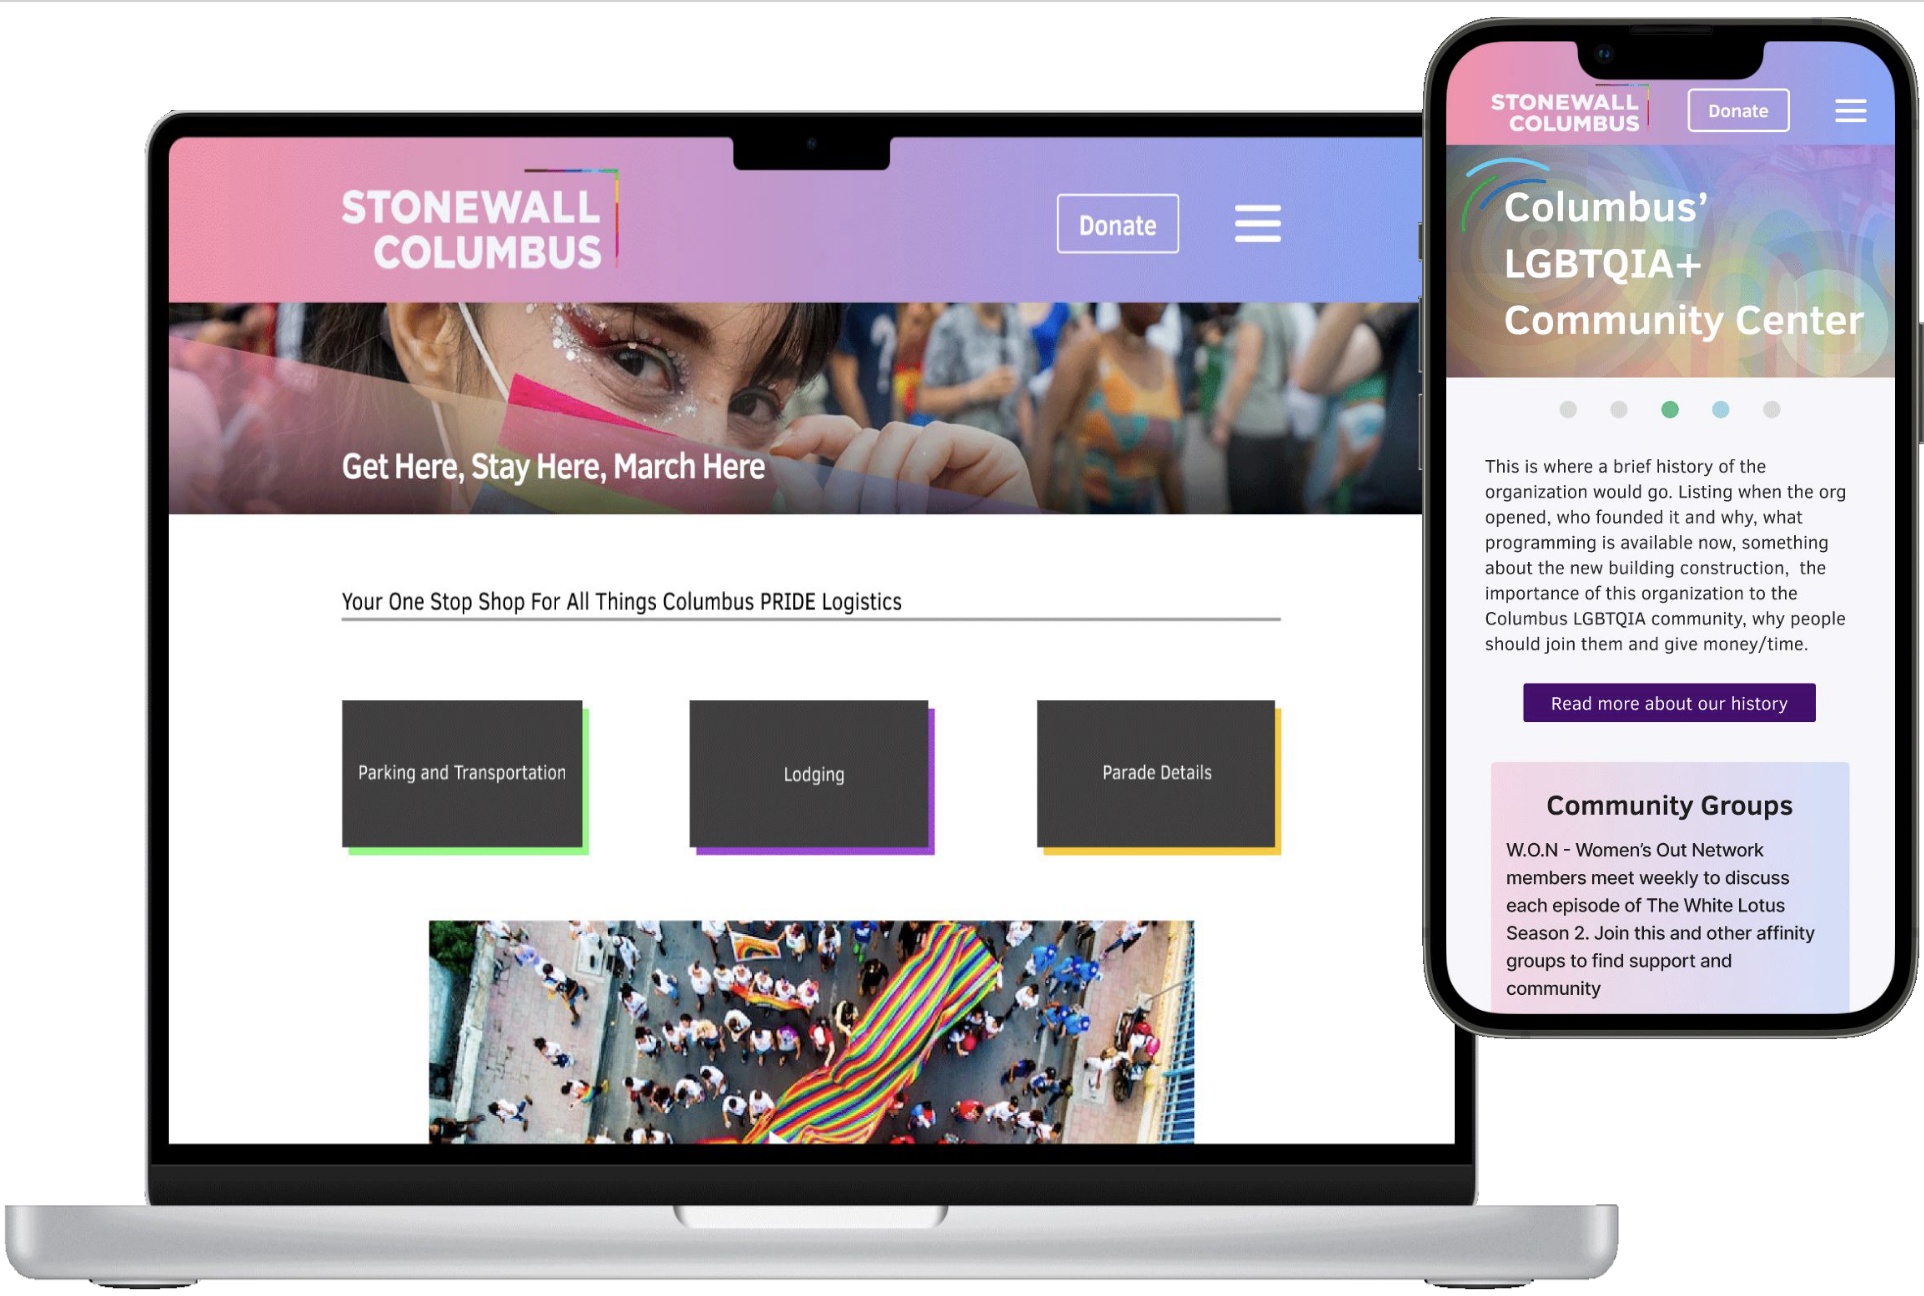 STONEWALL
COLUMBUS
Donate
Get Here, Stay Here, March Here
Your One Stop Shop For All Things Columbus PRIDE Logistics
Parking and Transportation
Lodging
Parade Details
STONEWALL
COLUMBUS
Donate
Columbus’
LGBTQIA+
Community Center
This is where a brief history of the
organization would go. Listing when the org
opened, who founded it and why, what
programming is available now, something
about the new building construction,  the
importance of this organization to the
Columbus LGBTQIA community, why people
should join them and give money/time.
Read more about our history
Community Groups
W.O.N - Women’s Out Network
members meet weekly to discuss
each episode of The White Lotus
Season 2. Join this and other affinity
groups to find support and
community